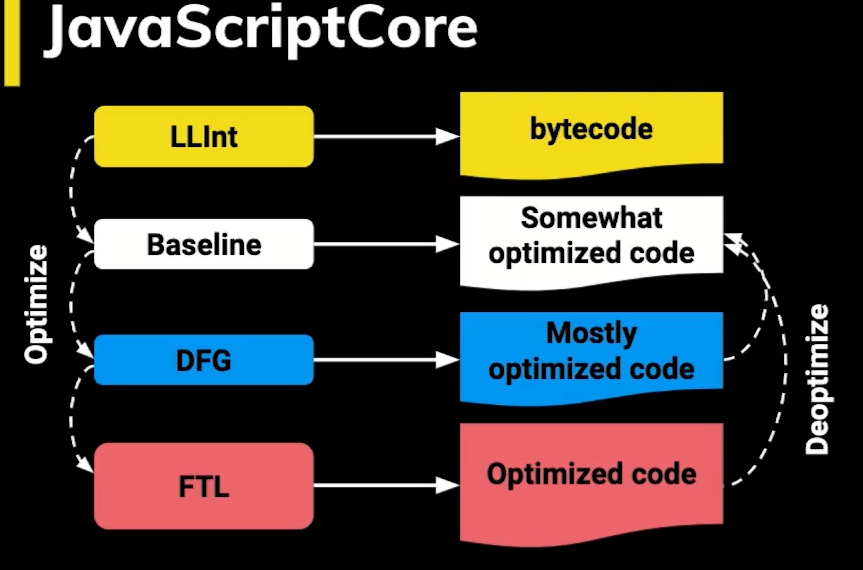 JavaScriptCore
LLInt
bytecode
Baseline
Somewhat
optimized code
DFG
Mostly
optimized code
FTL
Optimized code
Optimize
Deoptimize